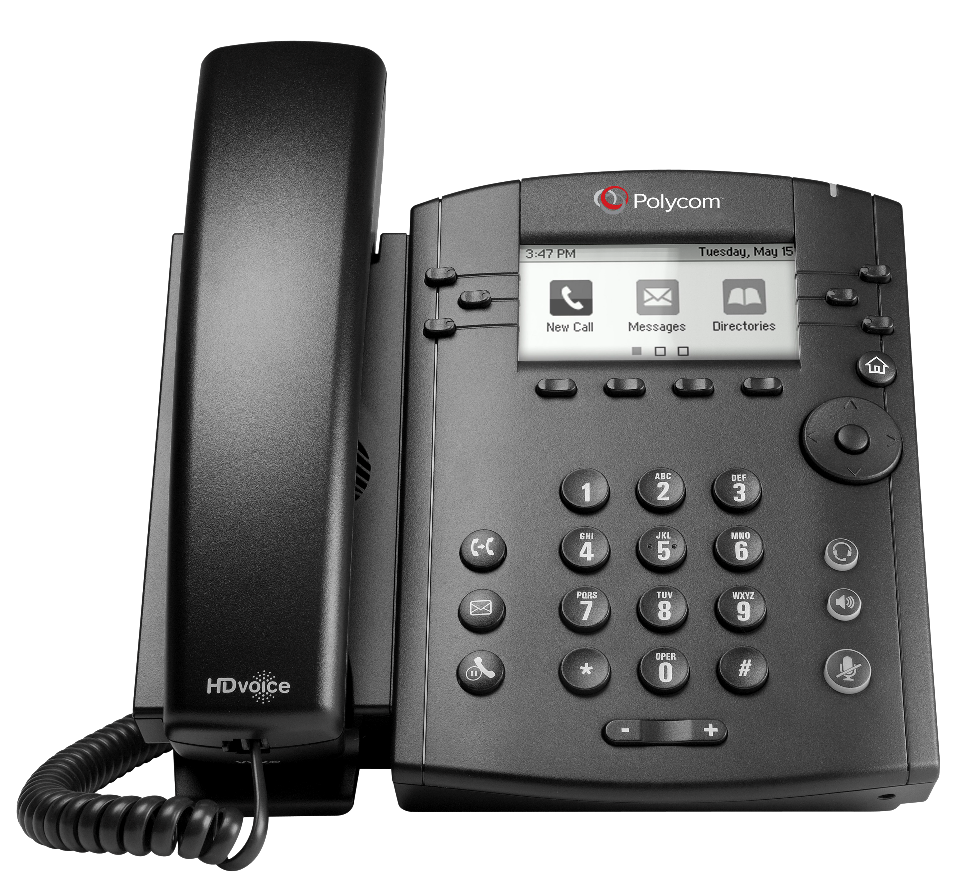 Polycom
3:47 PM Tuesday, May 15
New Call Messages Directories
1 ABC 2 DEF 3
GHI 4 JKL 5 MNO 6
PQRS 7 TUV 8 WXYZ 9
* OPER 0 #
- +
HDvoice